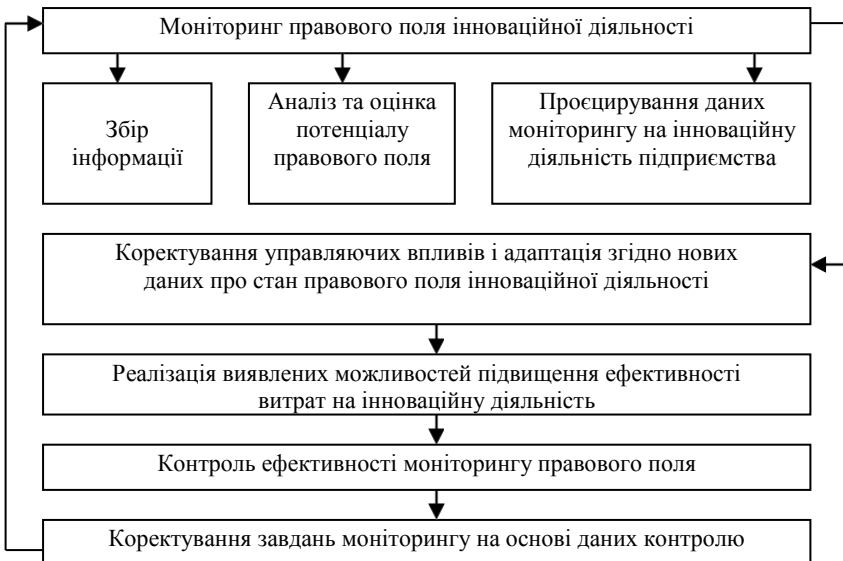 Моніторинг правового поля інноваційної діяльності
Збір
інформації
Аналіз та оцінка
потенціалу
правового поля
Проєцирування даних
моніторингу на інноваційну
діяльність підприємства
Коректування управляючих впливів і адаптація згідно нових
даних про стан правового поля інноваційної діяльності
Реалізація виявлених можливостей підвищення ефективності
витрат на інноваційну діяльність
Контроль ефективності моніторингу правового поля
Коректування завдань моніторингу на основі даних контролю